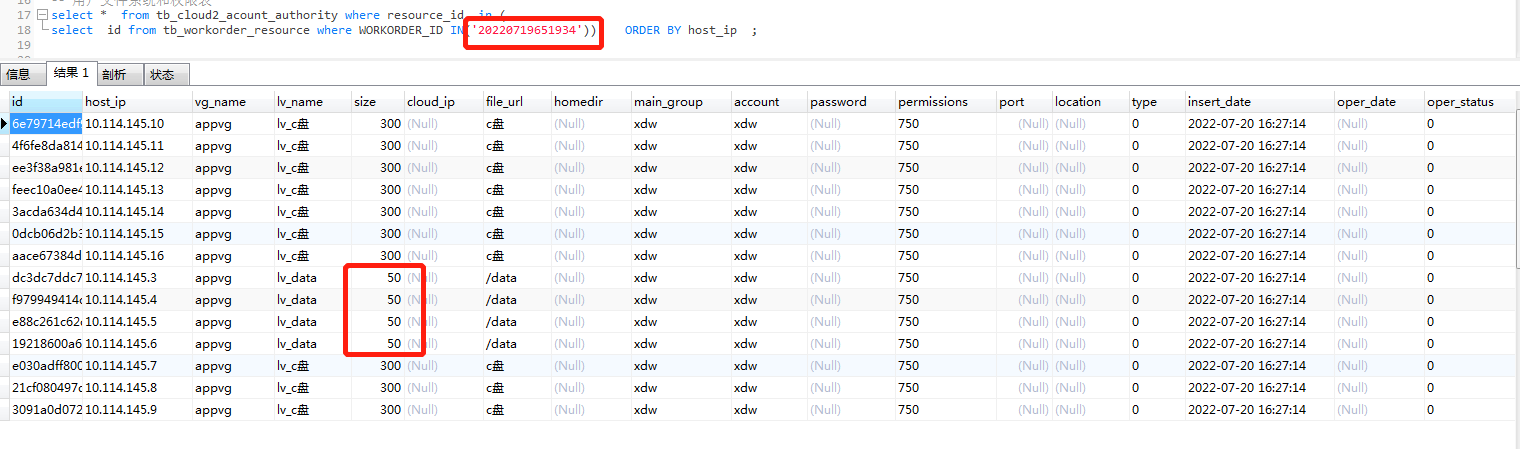 16 -- 用户文件系统和权限表
17 select * from tb_cloud2_acount_authority where resource_id in (
18 select id from tb_workorder_resource where WORKORDER_ID IN('20220719651934')) ORDER BY host_ip ;
19
信息 结果 1 剖析 状态
id host_ip vg_name lv_name size cloud_ip file_url homedir main_group account password permissions port location type insert_date oper_date oper_status
6e79714edf 10.114.145.10 appvg lv_c盘 300 (Null) c盘 (Null) xdw xdw (Null) 750 (Null) (Null) 0 2022-07-20 16:27:14 (Null) 0
4f6fe8da814 10.114.145.11 appvg lv_c盘 300 (Null) c盘 (Null) xdw xdw (Null) 750 (Null) (Null) 0 2022-07-20 16:27:14 (Null) 0
ee3f38a981e 10.114.145.12 appvg lv_c盘 300 (Null) c盘 (Null) xdw xdw (Null) 750 (Null) (Null) 0 2022-07-20 16:27:14 (Null) 0
feec10a0ee4 10.114.145.13 appvg lv_c盘 300 (Null) c盘 (Null) xdw xdw (Null) 750 (Null) (Null) 0 2022-07-20 16:27:14 (Null) 0
3acda634d4 10.114.145.14 appvg lv_c盘 300 (Null) c盘 (Null) xdw xdw (Null) 750 (Null) (Null) 0 2022-07-20 16:27:14 (Null) 0
0dcb06d2b3 10.114.145.15 appvg lv_c盘 300 (Null) c盘 (Null) xdw xdw (Null) 750 (Null) (Null) 0 2022-07-20 16:27:14 (Null) 0
aace67384d 10.114.145.16 appvg lv_c盘 300 (Null) c盘 (Null) xdw xdw (Null) 750 (Null) (Null) 0 2022-07-20 16:27:14 (Null) 0
dc3dc7ddc7 10.114.145.3 appvg lv_data 50 (Null) /data (Null) xdw xdw (Null) 750 (Null) (Null) 0 2022-07-20 16:27:14 (Null) 0
f979949414 10.114.145.4 appvg lv_data 50 (Null) /data (Null) xdw xdw (Null) 750 (Null) (Null) 0 2022-07-20 16:27:14 (Null) 0
e88c261c62 10.114.145.5 appvg lv_data 50 (Null) /data (Null) xdw xdw (Null) 750 (Null) (Null) 0 2022-07-20 16:27:14 (Null) 0
19218600a6 10.114.145.6 appvg lv_data 50 (Null) /data (Null) xdw xdw (Null) 750 (Null) (Null) 0 2022-07-20 16:27:14 (Null) 0
e030adff800 10.114.145.7 appvg lv_c盘 300 (Null) c盘 (Null) xdw xdw (Null) 750 (Null) (Null) 0 2022-07-20 16:27:14 (Null) 0
21cf080497 10.114.145.8 appvg lv_c盘 300 (Null) c盘 (Null) xdw xdw (Null) 750 (Null) (Null) 0 2022-07-20 16:27:14 (Null) 0
3091a0d072 10.114.145.9 appvg lv_c盘 300 (Null) c盘 (Null) xdw xdw (Null) 750 (Null) (Null) 0 2022-07-20 16:27:14 (Null) 0